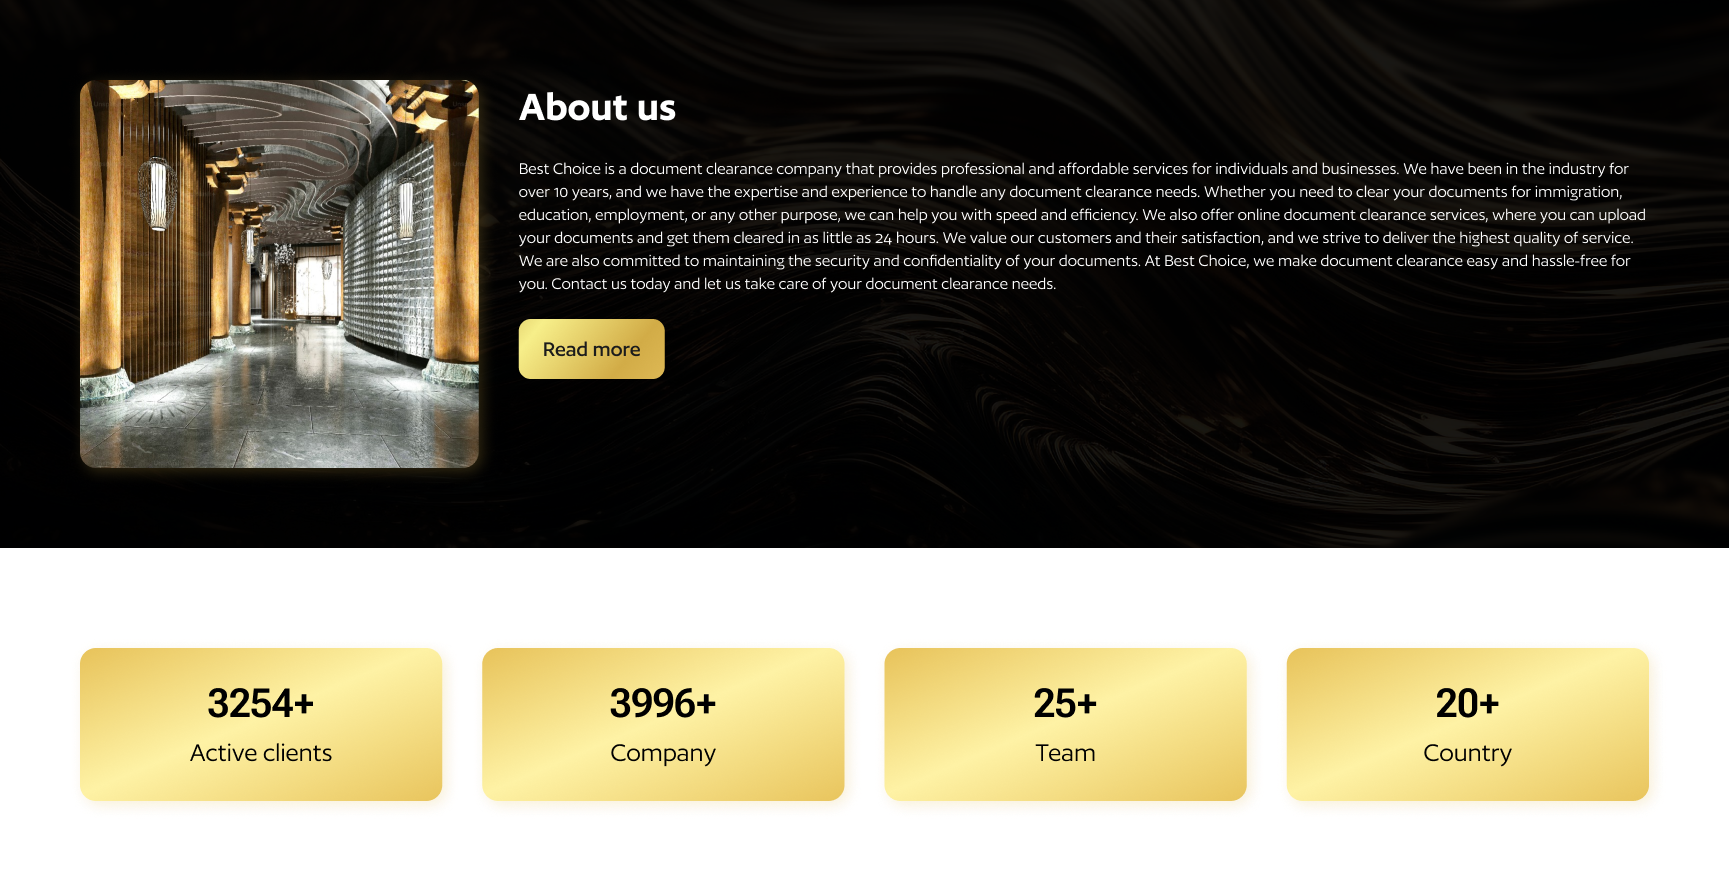 About us
Best Choice is a document clearance company that provides professional and affordable services for individuals and businesses. We have been in the industry for
over 10 years, and we have the expertise and experience to handle any document clearance needs. Whether you need to clear your documents for immigration,
education, employment, or any other purpose, we can help you with speed and efficiency. We also offer online document clearance services, where you can upload
your documents and get them cleared in as little as 24 hours. We value our customers and their satisfaction, and we strive to deliver the highest quality of service.
We are also committed to maintaining the security and confidentiality of your documents. At Best Choice, we make document clearance easy and hassle-free for
you. Contact us today and let us take care of your document clearance needs.
Read more
3254+
Active clients
3996+
Company
25+
Team
20+
Country